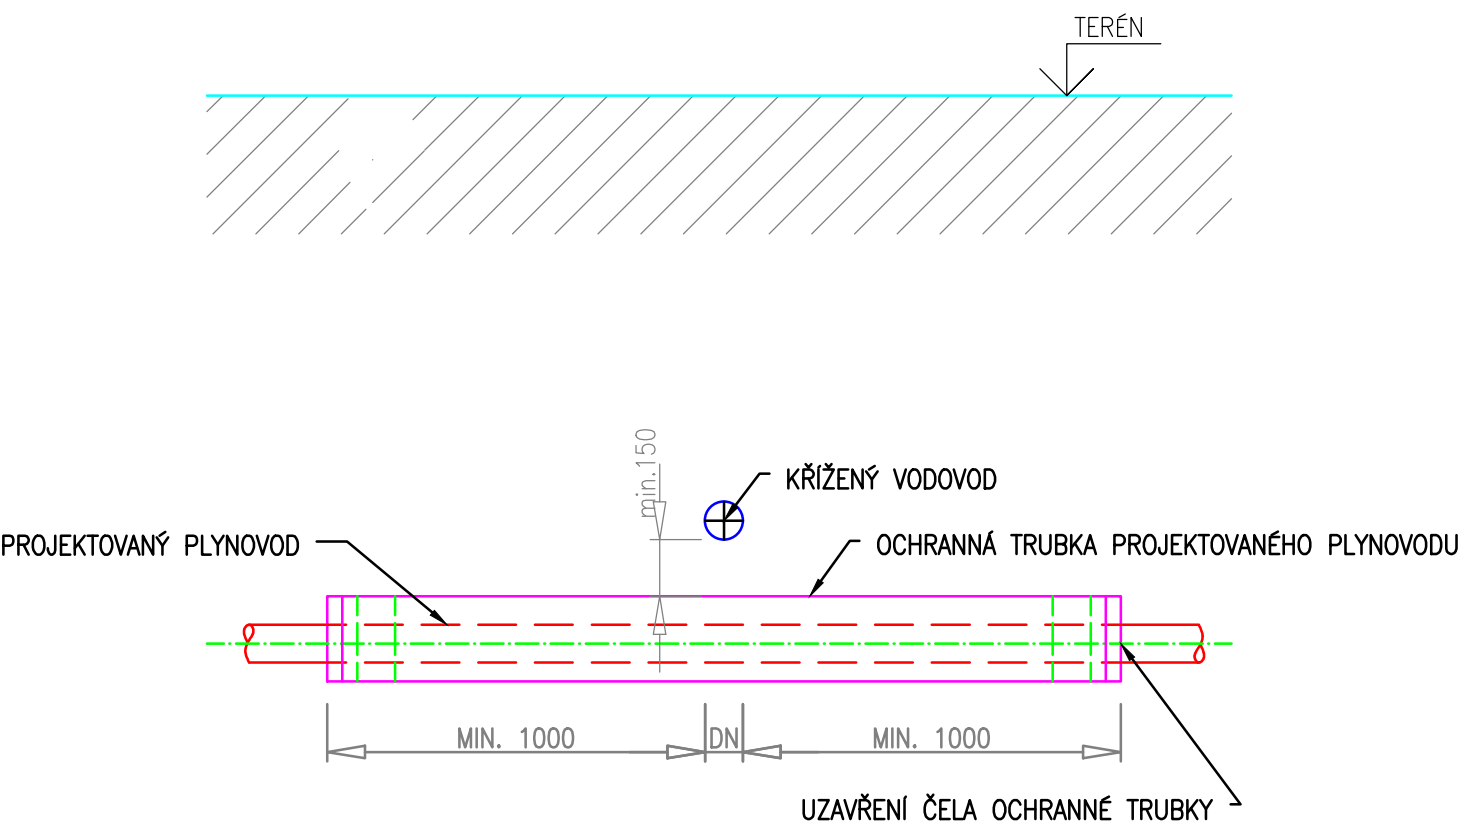 TERÉN
min.150
KŘÍŽENÝ VODOVOD
PROJEKTOVANÝ PLYNOVOD
OCHRANNÁ TRUBKA PROJEKTOVANÉHO PLYNOVODU
MIN. 1000
DN
MIN. 1000
UZAVŘENÍ ČELA OCHRANNÉ TRUBKY